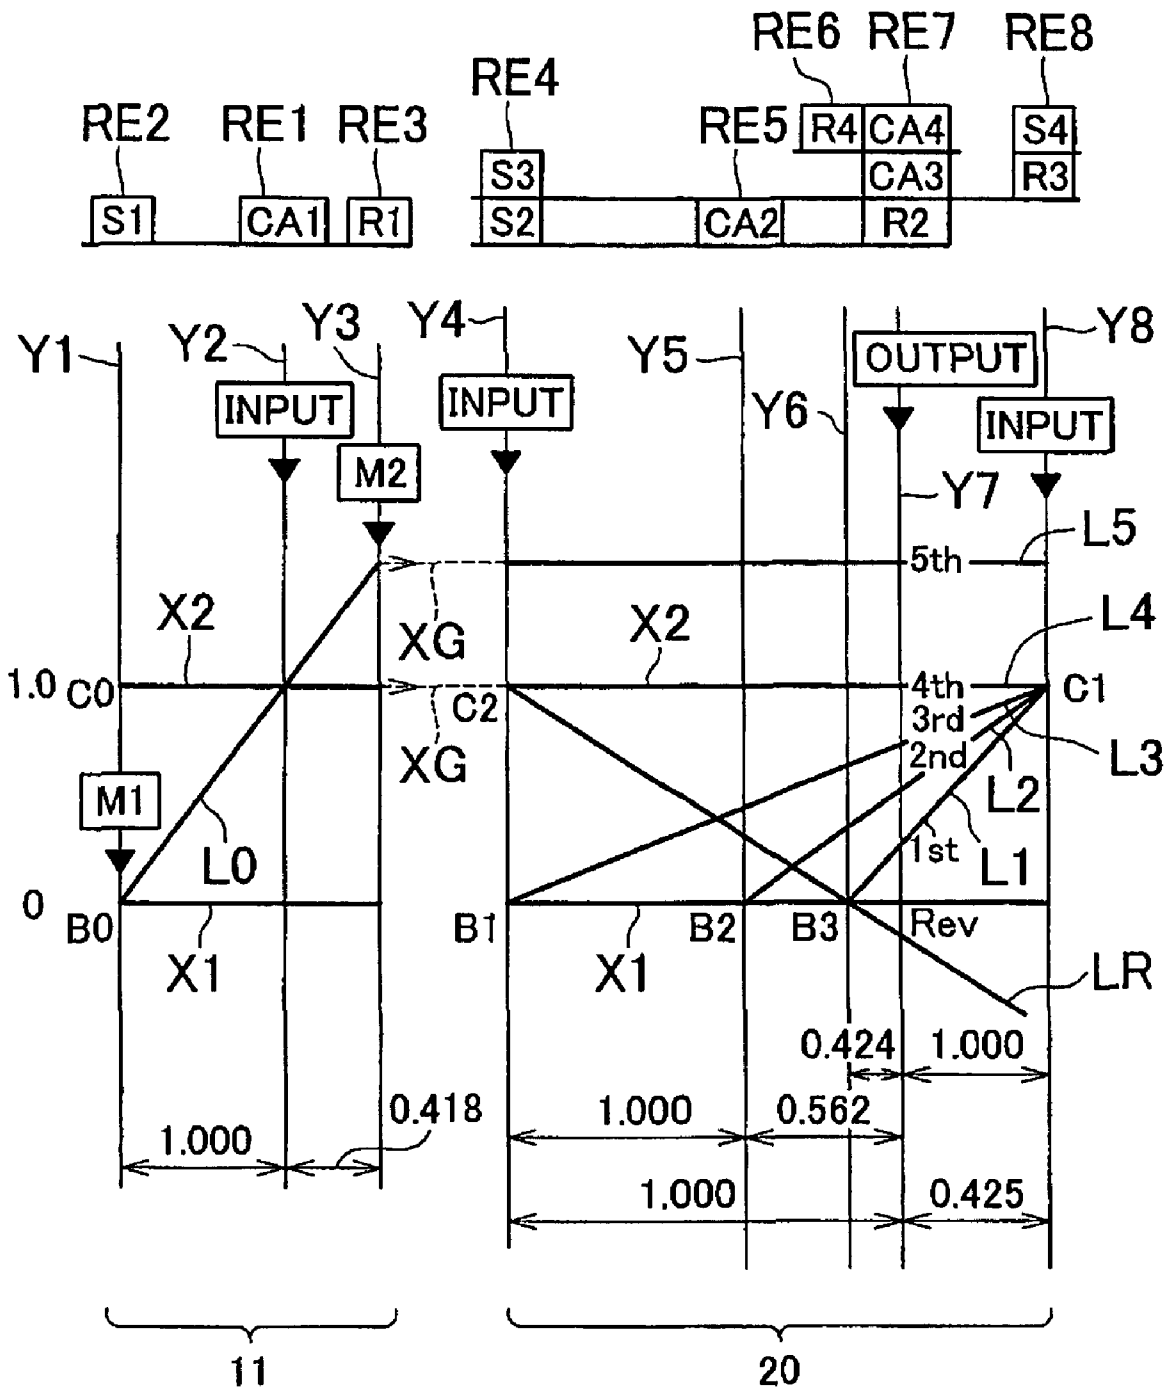 RE6 RE7 RE8
RE4
RE2 RE1 RE3 RE5
R4 CA4 S4
S3 CA3 R3
S1 CA1 R1 S2 CA2 R2
Y1 Y2 Y3 Y4 Y5 Y6 Y8
OUTPUT
INPUT INPUT INPUT
M2 Y7
5th L5
X2 XG X2 L4
1.0 C0 C2 4th C1
3rd
XG 2nd L3
M1 L2
L0 1st L1
0 B0 B1 B2 B3 Rev
X1 X1 LR
0.424 1.000
0.418 1.000 0.562
1.000
1.000 0.425
11 20